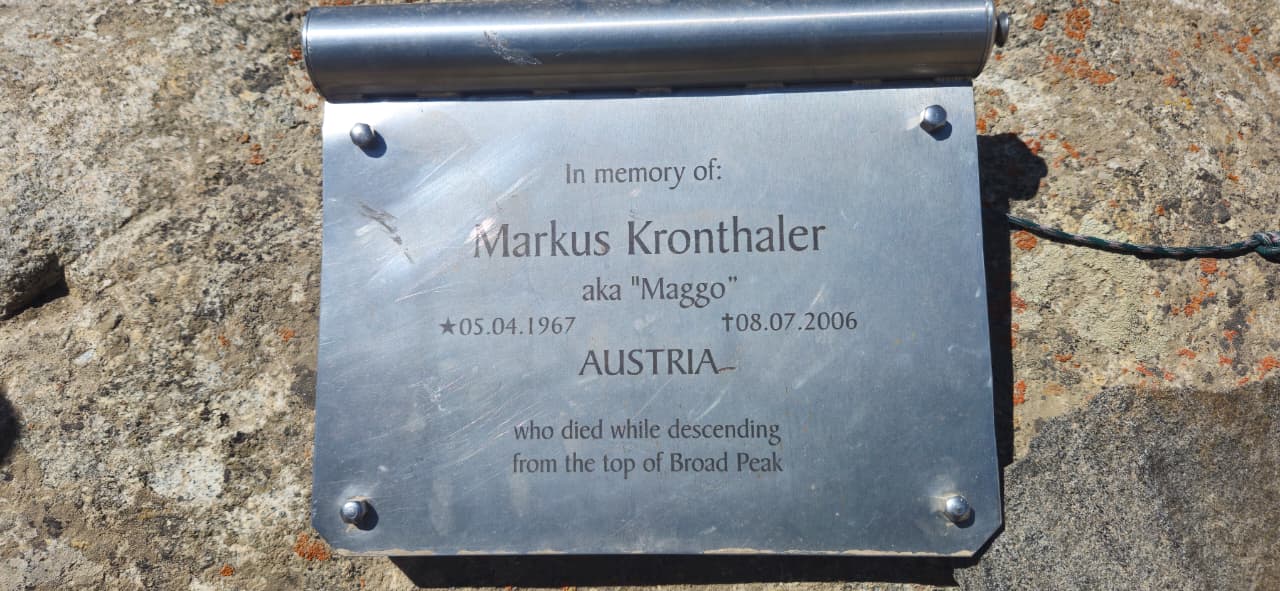 In memory of:
Markus Kronthaler
aka "Maggo”
★05.04.1967 †08.07.2006
AUSTRIA
who died while descending
from the top of Broad Peak